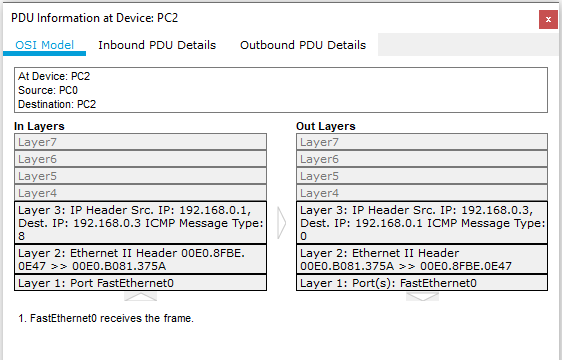 PDU Information at Device: PC2
x
OSI Model Inbound PDU Details Outbound PDU Details
At Device: PC2
Source: PC0
Destination: PC2
In Layers
Layer7
Layer6
Layer5
Layer4
Layer 3: IP Header Src. IP: 192.168.0.1,
Dest. IP: 192.168.0.3 ICMP Message Type:
8
Layer 2: Ethernet II Header 00E0.8FBE.
0E47 >> 00E0.B081.375A
Layer 1: Port FastEthernet0
Out Layers
Layer7
Layer6
Layer5
Layer4
Layer 3: IP Header Src. IP: 192.168.0.3,
Dest. IP: 192.168.0.1 ICMP Message Type:
0
Layer 2: Ethernet II Header
00E0.B081.375A >> 00E0.8FBE.0E47
Layer 1: Port(s): FastEthernet0
1. FastEthernet0 receives the frame.